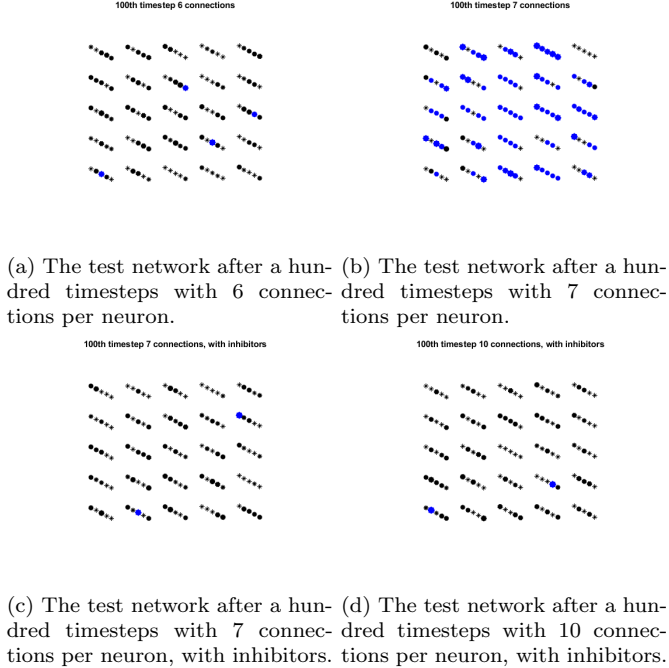 100th timestep 6 connections
100th timestep 7 connections
(a) The test network after a hun-
dred timesteps with 6 connec-
tions per neuron.
(b) The test network after a hun-
dred timesteps with 7 connec-
tions per neuron.
100th timestep 7 connections, with inhibitors
100th timestep 10 connections, with inhibitors
(c) The test network after a hun-
dred timesteps with 7 connec-
tions per neuron, with inhibitors.
(d) The test network after a hun-
dred timesteps with 10 connec-
tions per neuron, with inhibitors.